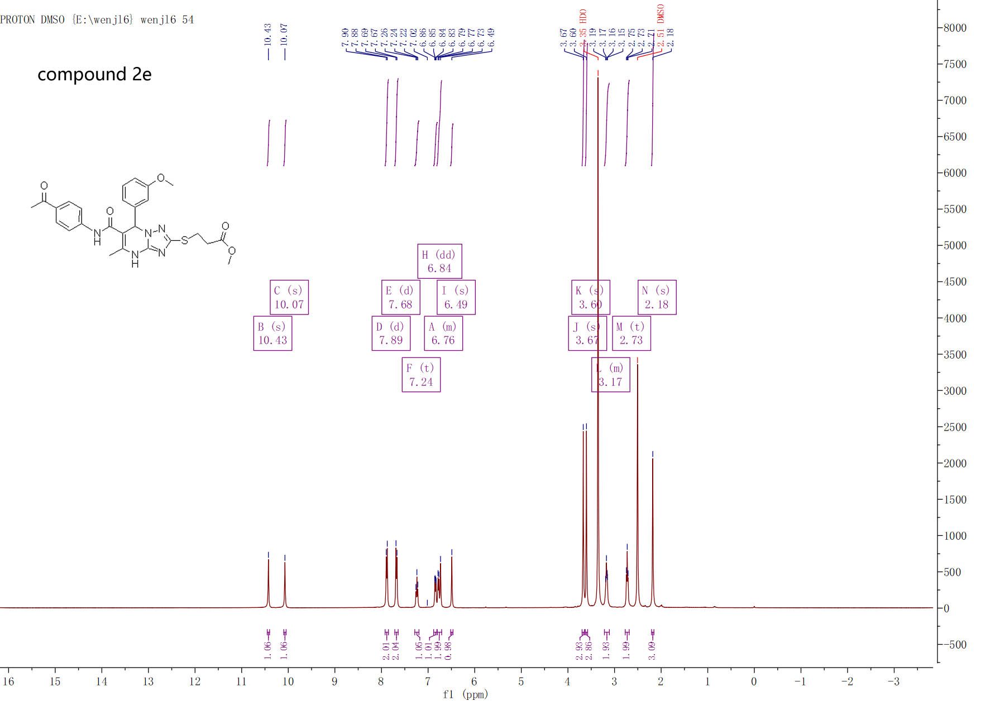 PROTON DMSO {E:\wenjl6} wenjl6 54
compound 2e
10.43
10.07
7.90
7.88
7.69
7.67
7.26
7.24
7.22
7.02
6.86
6.85
6.84
6.83
6.79
6.77
6.73
6.49
3.67
3.60
3.35 HDO
3.19
3.17
3.16
3.15
2.75
2.73
2.71
2.51 DMSO
2.18
O
O
O
N
H
N
N
N
N
H
S
O
O
H (dd)
6.84
C (s)
10.07
E (d)
7.68
I (s)
6.49
K (s)
3.60
N (s)
2.18
B (s)
10.43
D (d)
7.89
A (m)
6.76
J (s)
3.67
M (t)
2.73
F (t)
7.24
L (m)
3.17
8000
7500
7000
6500
6000
5500
5000
4500
4000
3500
3000
2500
2000
1500
1000
500
0
-500
1.06
1.06
2.01
2.04
1.05
1.01
1.99
0.98
2.93
2.86
1.93
1.99
3.09
16 15 14 13 12 11 10 9 8 7 6 5 4 3 2 1 0 -1 -2 -3
f1 (ppm)